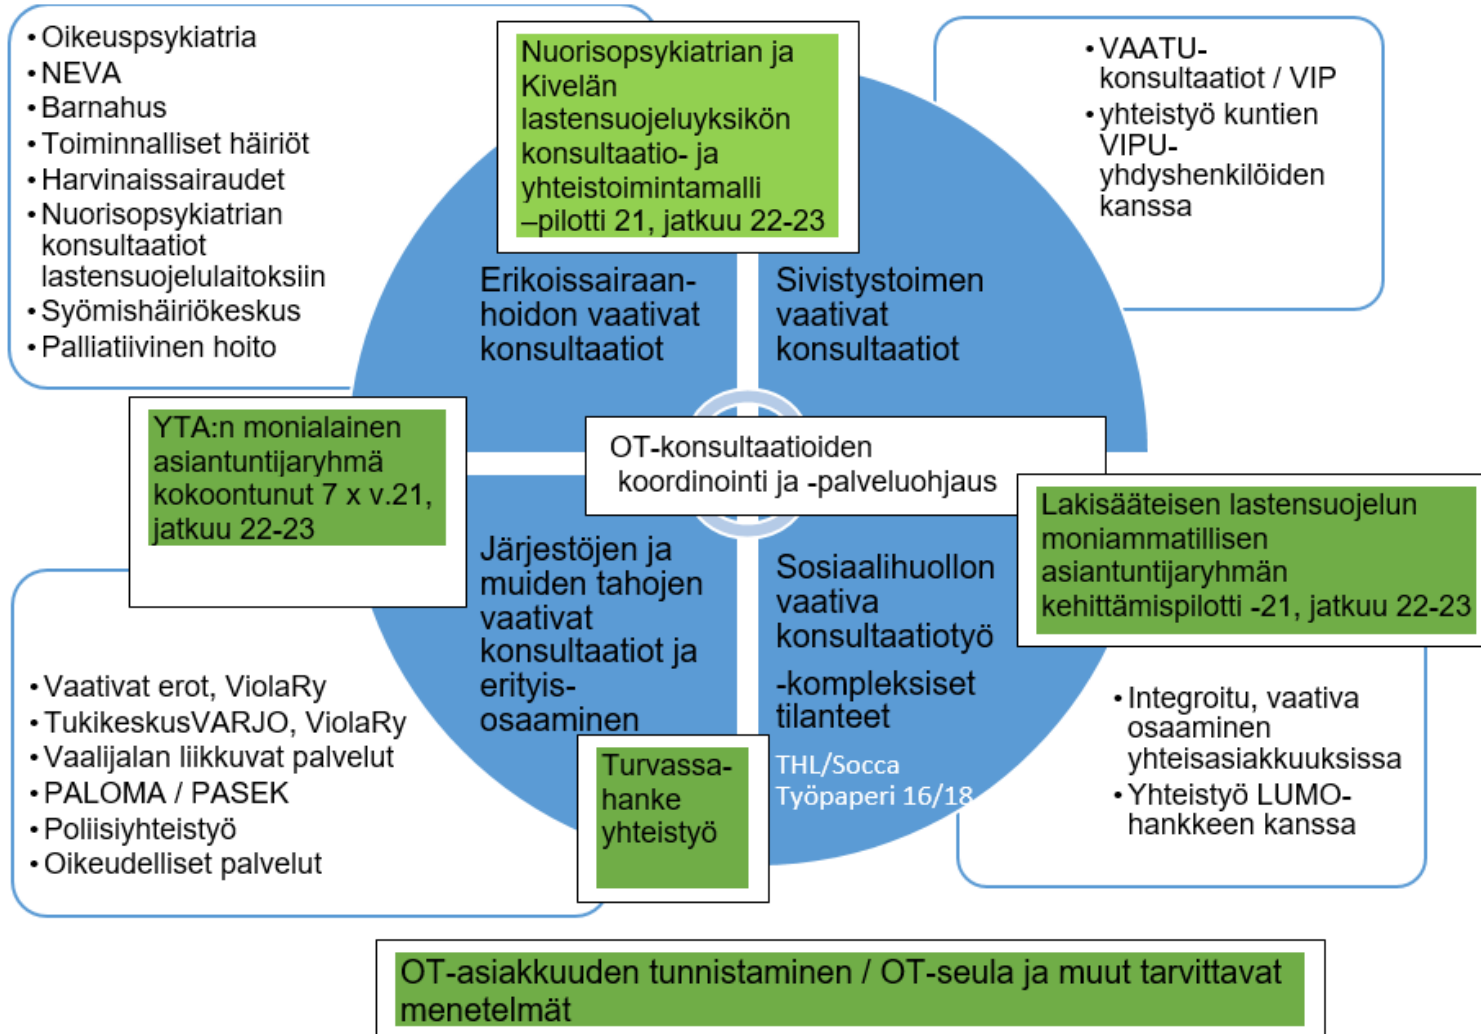 • Oikeuspsykiatria
• NEVA
• Barnahus
• Toiminnalliset häiriöt
• Harvinaissairaudet
• Nuorisopsykiatrian
konsultaatiot
lastensuojelulaitoksiin
• Syömishäiriökeskus
• Palliatiivinen hoito
Nuorisopsykiatrian ja
Kivelän
lastensuojeluyksikön
konsultaatio- ja
yhteistoimintamalli
–pilotti 21, jatkuu 22-23
• VAATU-
konsultaatiot / VIP
• yhteistyö kuntien
VIPU-
yhdyshenkilöiden
kanssa
Erikoissairaan-
hoidon vaativat
konsultaatiot
Sivistystoimen
vaativat
konsultaatiot
YTA:n monialainen
asiantuntijaryhmä
kokoontunut 7 x v.21,
jatkuu 22-23
OT-konsultaatioiden
koordinointi ja -palveluohjaus
Lakisääteisen lastensuojelun
moniammatillisen
asiantuntijaryhmän
kehittämispilotti -21, jatkuu 22-23
Järjestöjen ja
muiden tahojen
vaativat
konsultaatiot ja
erityis-
osaaminen
Sosiaalihuollon
vaativa
konsultaatiotyö
-kompleksiset
tilanteet
THL/Socca
Työpaperi 16/18
• Vaativat erot, ViolaRy
• TukikeskusVARJO, ViolaRy
• Vaalijalan liikkuvat palvelut
• PALOMA / PASEK
• Poliisiyhteistyö
• Oikeudelliset palvelut
Turvassa-
hanke
yhteistyö
• Integroitu, vaativa
osaaminen
yhteisasiakkuuksissa
• Yhteistyö LUMO-
hankkeen kanssa
OT-asiakkuuden tunnistaminen / OT-seula ja muut tarvittavat
menetelmät